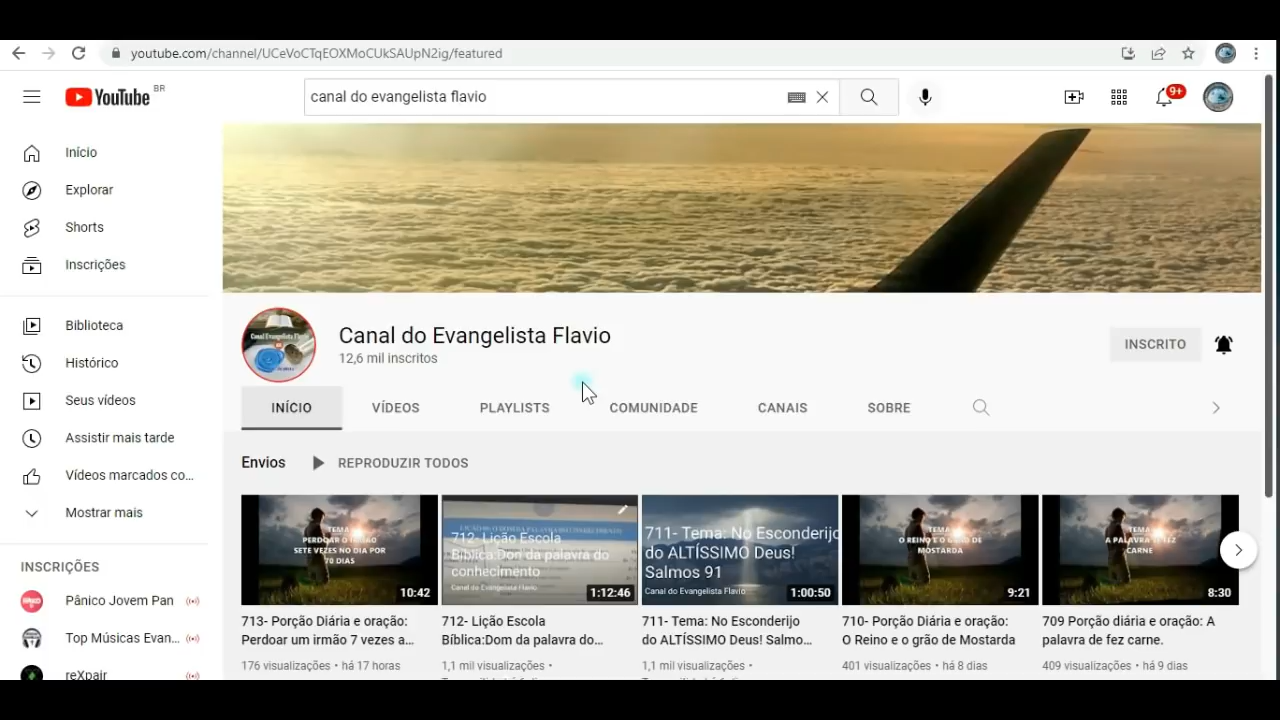 youtube.com/channel/UCeVoCTqEOXMoCUkSAUpN2ig/featured
YouTube BR
canal do evangelista flavio
9+
Início
Explorar
Shorts
Inscrições
Biblioteca
Histórico
Seus vídeos
Assistir mais tarde
Vídeos marcados co...
Mostrar mais
INSCRIÇÕES
Pânico Jovem Pan
Top Músicas Evan...
reXpair
Canal Evangelista Flavio
Canal do Evangelista Flavio
12,6 mil inscritos
INSCRITO
INÍCIO VÍDEOS PLAYLISTS COMUNIDADE CANAIS SOBRE
Envios REPRODUZIR TODOS
TEMA
PERDOAR O IRMÃO
SETE VEZES NO DIA POR
70 DIAS
10:42
712- Lição Escola
Bíblica:Dom da palavra do
conhecimento
Canal do Evangelista Flavio
1:12:46
711- Tema: No Esconderijo
do ALTÍSSIMO Deus!
Salmos 91
Canal do Evangelista Flavio
1:00:50
TEMA
O REINO E O GRÃO DE
MOSTARDA
9:21
TEMA
A PALAVRA SE FEZ
CARNE
8:30
713- Porção Diária e oração:
Perdoar um irmão 7 vezes a...
176 visualizações • há 17 horas
712- Lição Escola
Bíblica:Dom da palavra do...
1,1 mil visualizações •
711- Tema: No Esconderijo
do ALTÍSSIMO Deus! Salmo...
1,1 mil visualizações •
710- Porção Diária e oração:
O Reino e o grão de Mostarda
401 visualizações • há 8 dias
709 Porção diária e oração: A
palavra de fez carne.
409 visualizações • há 9 dias